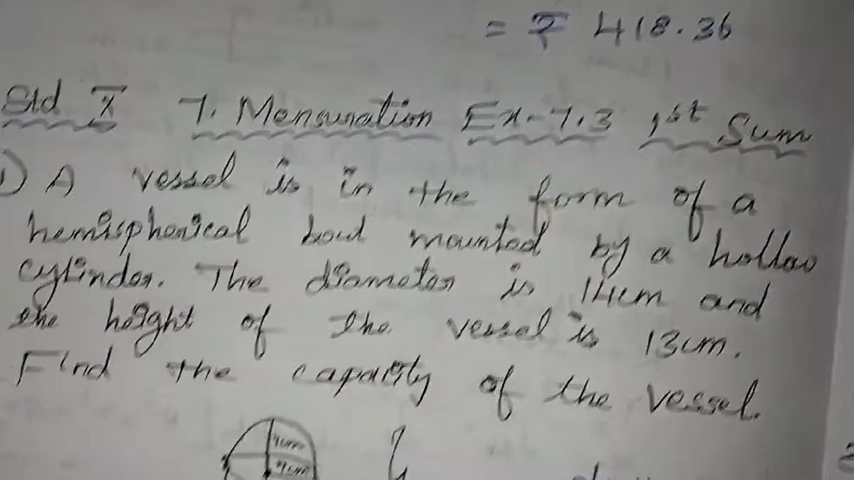 = ₹ 418.36
Std X 7. Mensuration Ex-7.3 1st Sum
1) A vessel is in the form of a
hemispherical bowl mounted by a hollow
cylinder. The diameter is 14cm and
the height of the vessel is 13cm.
Find the capacity of the vessel.
7cm
7cm